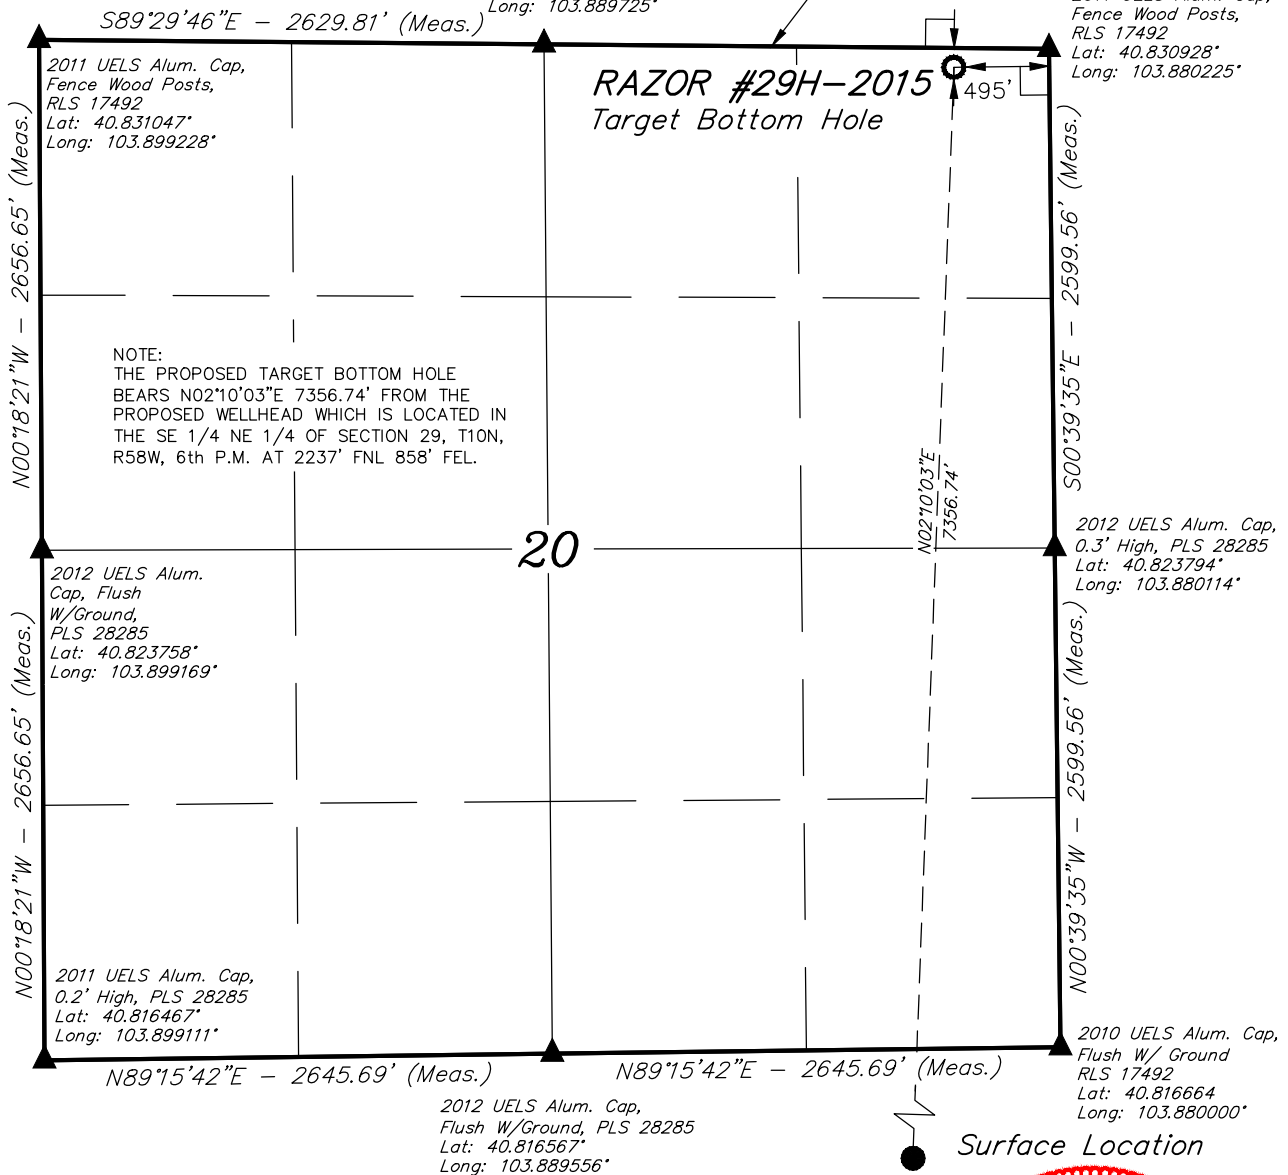 Long: 103.889725°
S89°29'46"E – 2629.81' (Meas.)
Fence Wood Posts,
RLS 17492
Lat: 40.830928°
Long: 103.880225°
2011 UELS Alum. Cap,
Fence Wood Posts,
RLS 17492
Lat: 40.831047°
Long: 103.899228°
RAZOR #29H–2015
Target Bottom Hole
495'
N00°18'21"W – 2656.65' (Meas.)
S00°39'35"E – 2599.56' (Meas.)
NOTE:
THE PROPOSED TARGET BOTTOM HOLE
BEARS N02°10'03"E 7356.74' FROM THE
PROPOSED WELLHEAD WHICH IS LOCATED IN
THE SE 1/4 NE 1/4 OF SECTION 29, T10N,
R58W, 6th P.M. AT 2237' FNL 858' FEL.
N02°10'03"E
7356.74'
20
2012 UELS Alum. Cap,
0.3' High, PLS 28285
Lat: 40.823794°
Long: 103.880114°
2012 UELS Alum.
Cap, Flush
W/Ground,
PLS 28285
Lat: 40.823758°
Long: 103.899169°
N00°18'21"W – 2656.65' (Meas.)
N00°39'35"W – 2599.56' (Meas.)
2011 UELS Alum. Cap,
0.2' High, PLS 28285
Lat: 40.816467°
Long: 103.899111°
N89°15'42"E – 2645.69' (Meas.)
N89°15'42"E – 2645.69' (Meas.)
2010 UELS Alum. Cap,
Flush W/ Ground
RLS 17492
Lat: 40.816664
Long: 103.880000°
2012 UELS Alum. Cap,
Flush W/Ground, PLS 28285
Lat: 40.816567°
Long: 103.889556°
Surface Location